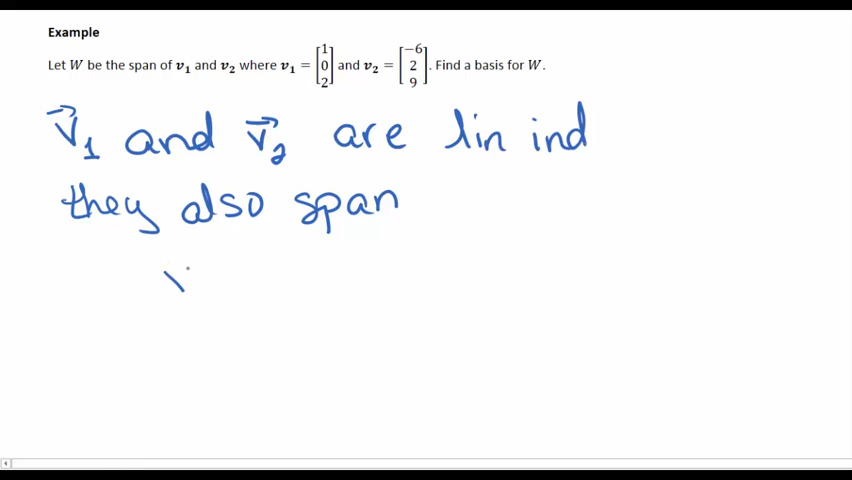 Example
Let W be the span of v₁ and v₂ where v₁ = [1 0 2] and v₂ = [−6 2 9]. Find a basis for W.
v⃗₁ and v⃗₂ are lin ind
they also span